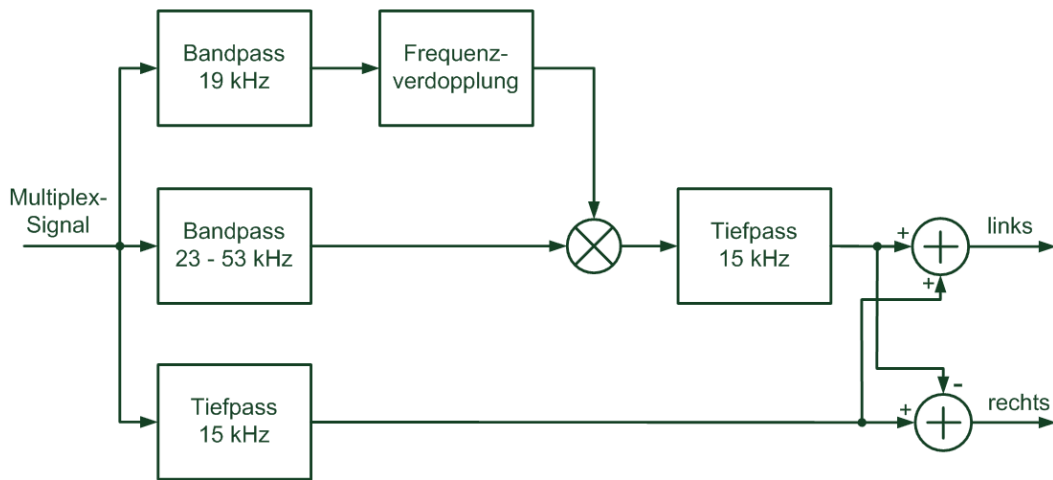 Bandpass
19 kHz
Frequenz-
verdopplung
Multiplex-
Signal
Bandpass
23 - 53 kHz
Tiefpass
15 kHz
+
+
links
Tiefpass
15 kHz
+
-
rechts